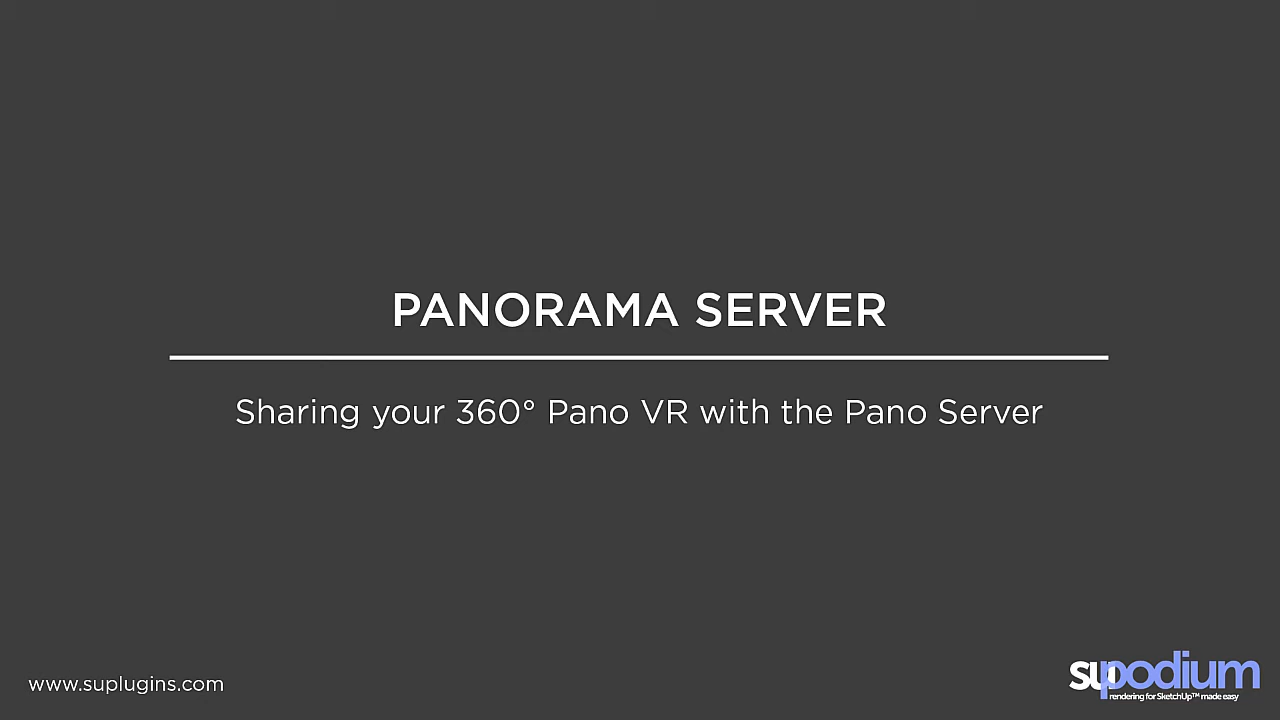 PANORAMA SERVER
Sharing your 360° Pano VR with the Pano Server
www.suplugins.com
supodium
rendering for SketchUp™ made easy